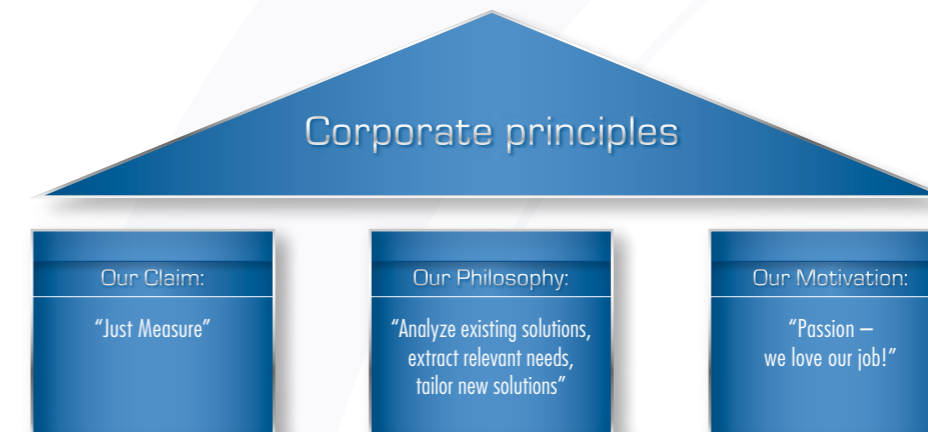 Corporate principles
Our Claim:
“Just Measure”
Our Philosophy:
“Analyze existing solutions,
extract relevant needs,
tailor new solutions”
Our Motivation:
“Passion –
we love our job!”